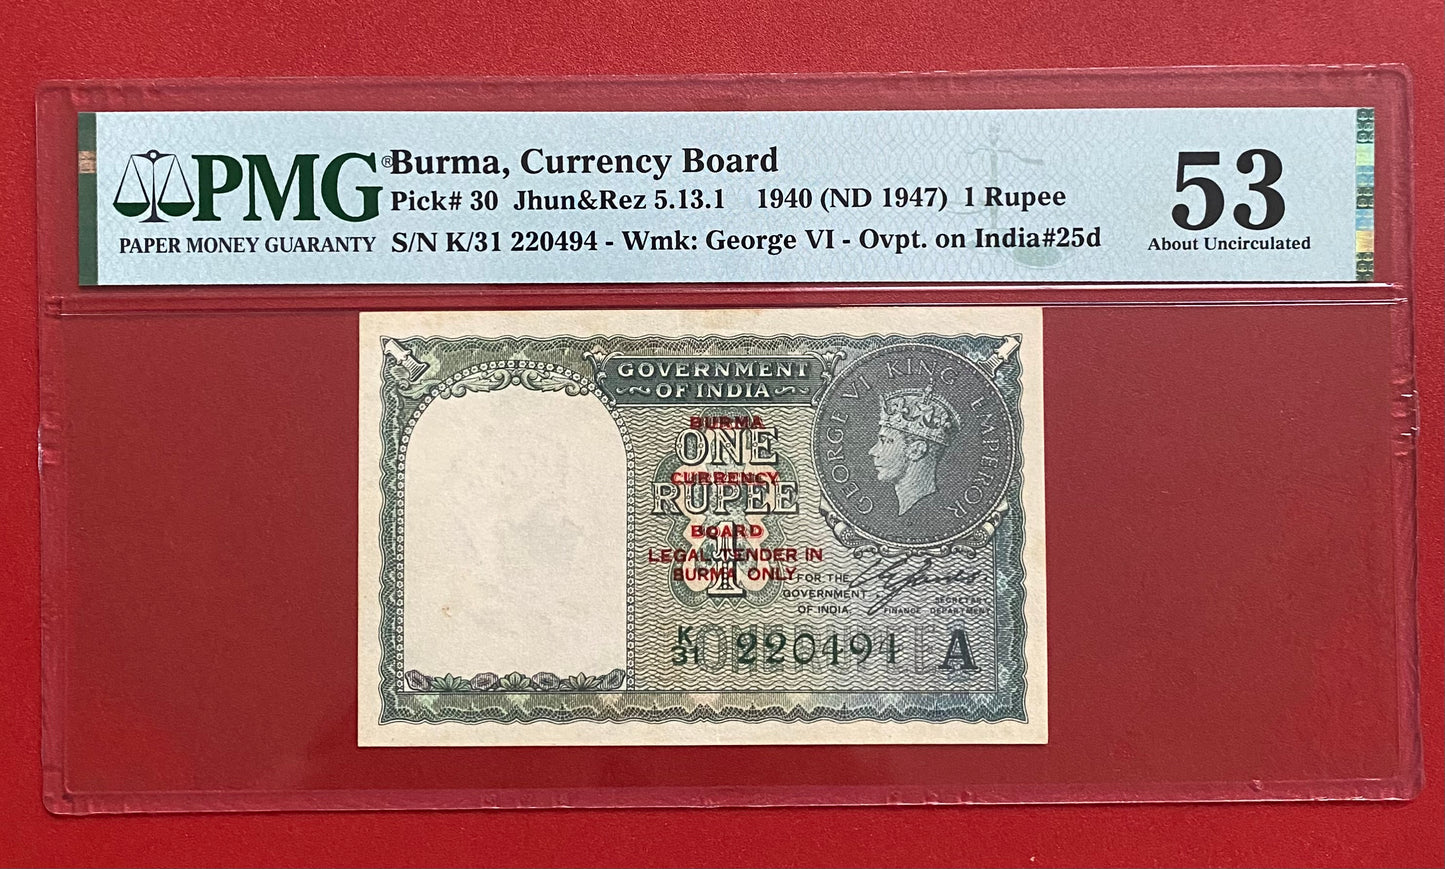 PMG®
PAPER MONEY GUARANTY
Burma, Currency Board
Pick# 30 Jhun&Rez 5.13.1 1940 (ND 1947) 1 Rupee
S/N K/31 220494 - Wmk: George VI - Ovpt. on India#25d
53
About Uncirculated
1
1
GOVERNMENT
OF INDIA
GEORGE VI KING EMPEROR
BURMA
ONE
CURRENCY
RUPEE
BOARD
1
LEGAL TENDER IN
BURMA ONLY
FOR THE
GOVERNMENT
OF INDIA.
SECRETARY
FINANCE DEPARTMENT
K
31 220494 A